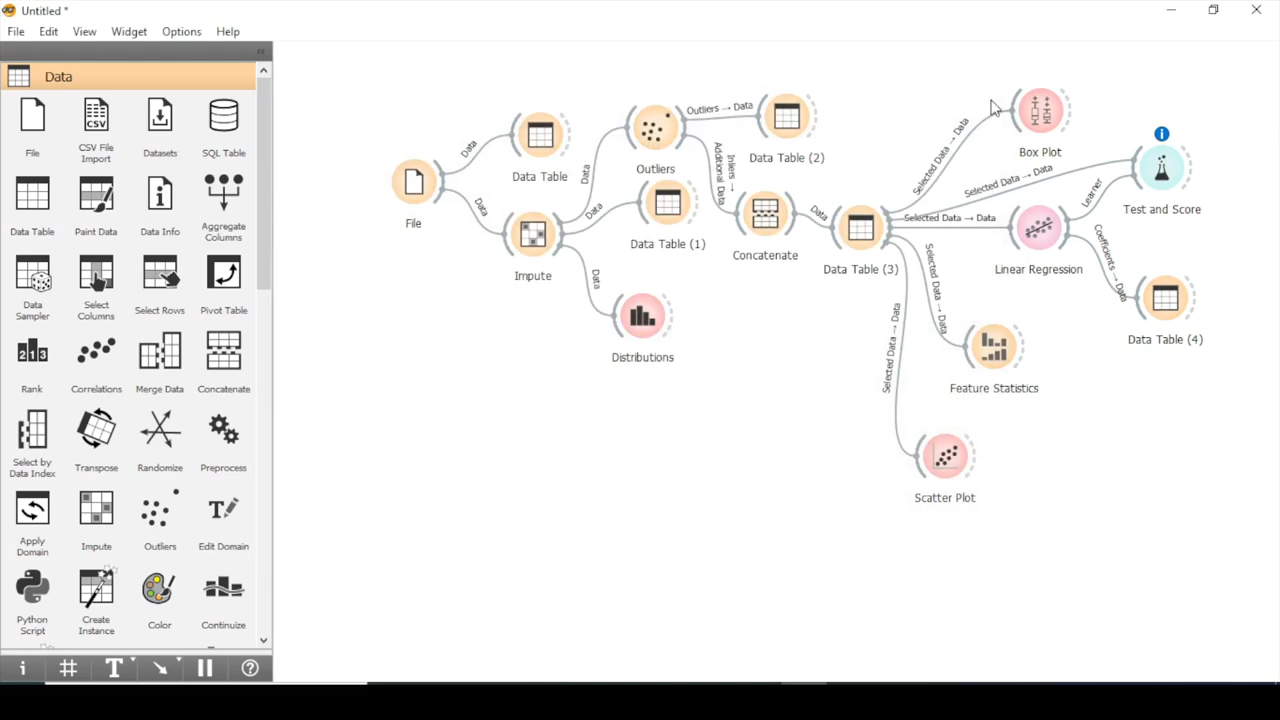 Untitled *
File Edit View Widget Options Help
Data
File
CSV File
Import
Datasets
SQL Table
Data Table
Paint Data
Data Info
Aggregate
Columns
Data
Sampler
Select
Columns
Select Rows
Pivot Table
Rank
Correlations
Merge Data
Concatenate
Select by
Data Index
Transpose
Randomize
Preprocess
Apply
Domain
Impute
Outliers
Edit Domain
Python
Script
Create
Instance
Color
Continuize
File
Data
Data
Data Table
Impute
Data
Data
Data
Outliers
Data Table (1)
Distributions
Outliers → Data
Inliers →
Additional Data
Data Table (2)
Concatenate
Data
Data Table (3)
Selected Data → Data
Selected Data → Data
Selected Data → Data
Selected Data → Data
Selected Data → Data
Box Plot
Test and Score
Linear Regression
Learner
Coefficients → Data
Data Table (4)
Feature Statistics
Scatter Plot